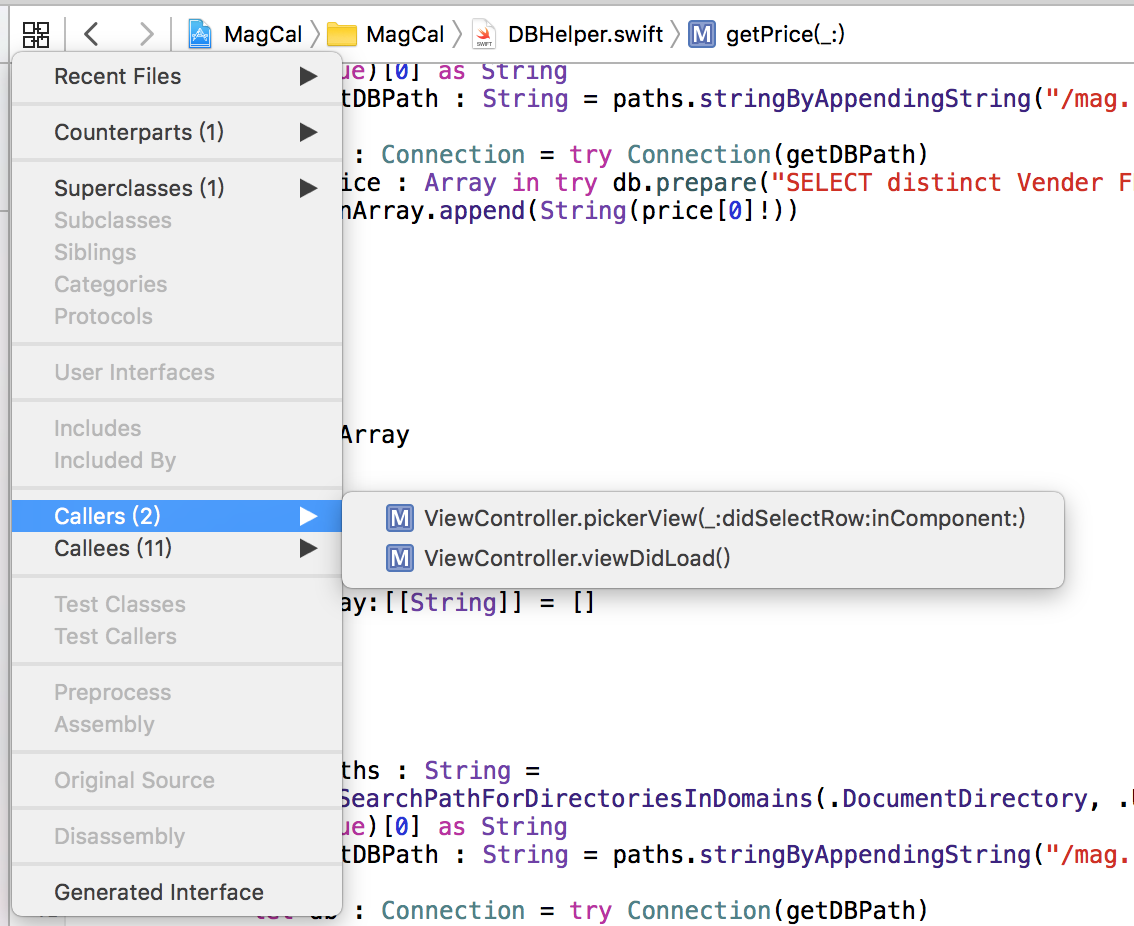 MagCal MagCal DBHelper.swift M getPrice(_:)
Recent Files
Counterparts (1)
Superclasses (1)
Subclasses
Siblings
Categories
Protocols
User Interfaces
Includes
Included By
Callers (2)
Callees (11)
Test Classes
Test Callers
Preprocess
Assembly
Original Source
Disassembly
Generated Interface
M ViewController.pickerView(_:didSelectRow:inComponent:)
M ViewController.viewDidLoad()
ue)[0] as String
tDBPath : String = paths.stringByAppendingString("/mag.
: Connection = try Connection(getDBPath)
ice : Array in try db.prepare("SELECT distinct Vender F
nArray.append(String(price[0]!))
Array
ay:[[String]] = []
ths : String =
SearchPathForDirectoriesInDomains(.DocumentDirectory, .U
ue)[0] as String
tDBPath : String = paths.stringByAppendingString("/mag.
let db : Connection = try Connection(getDBPath)